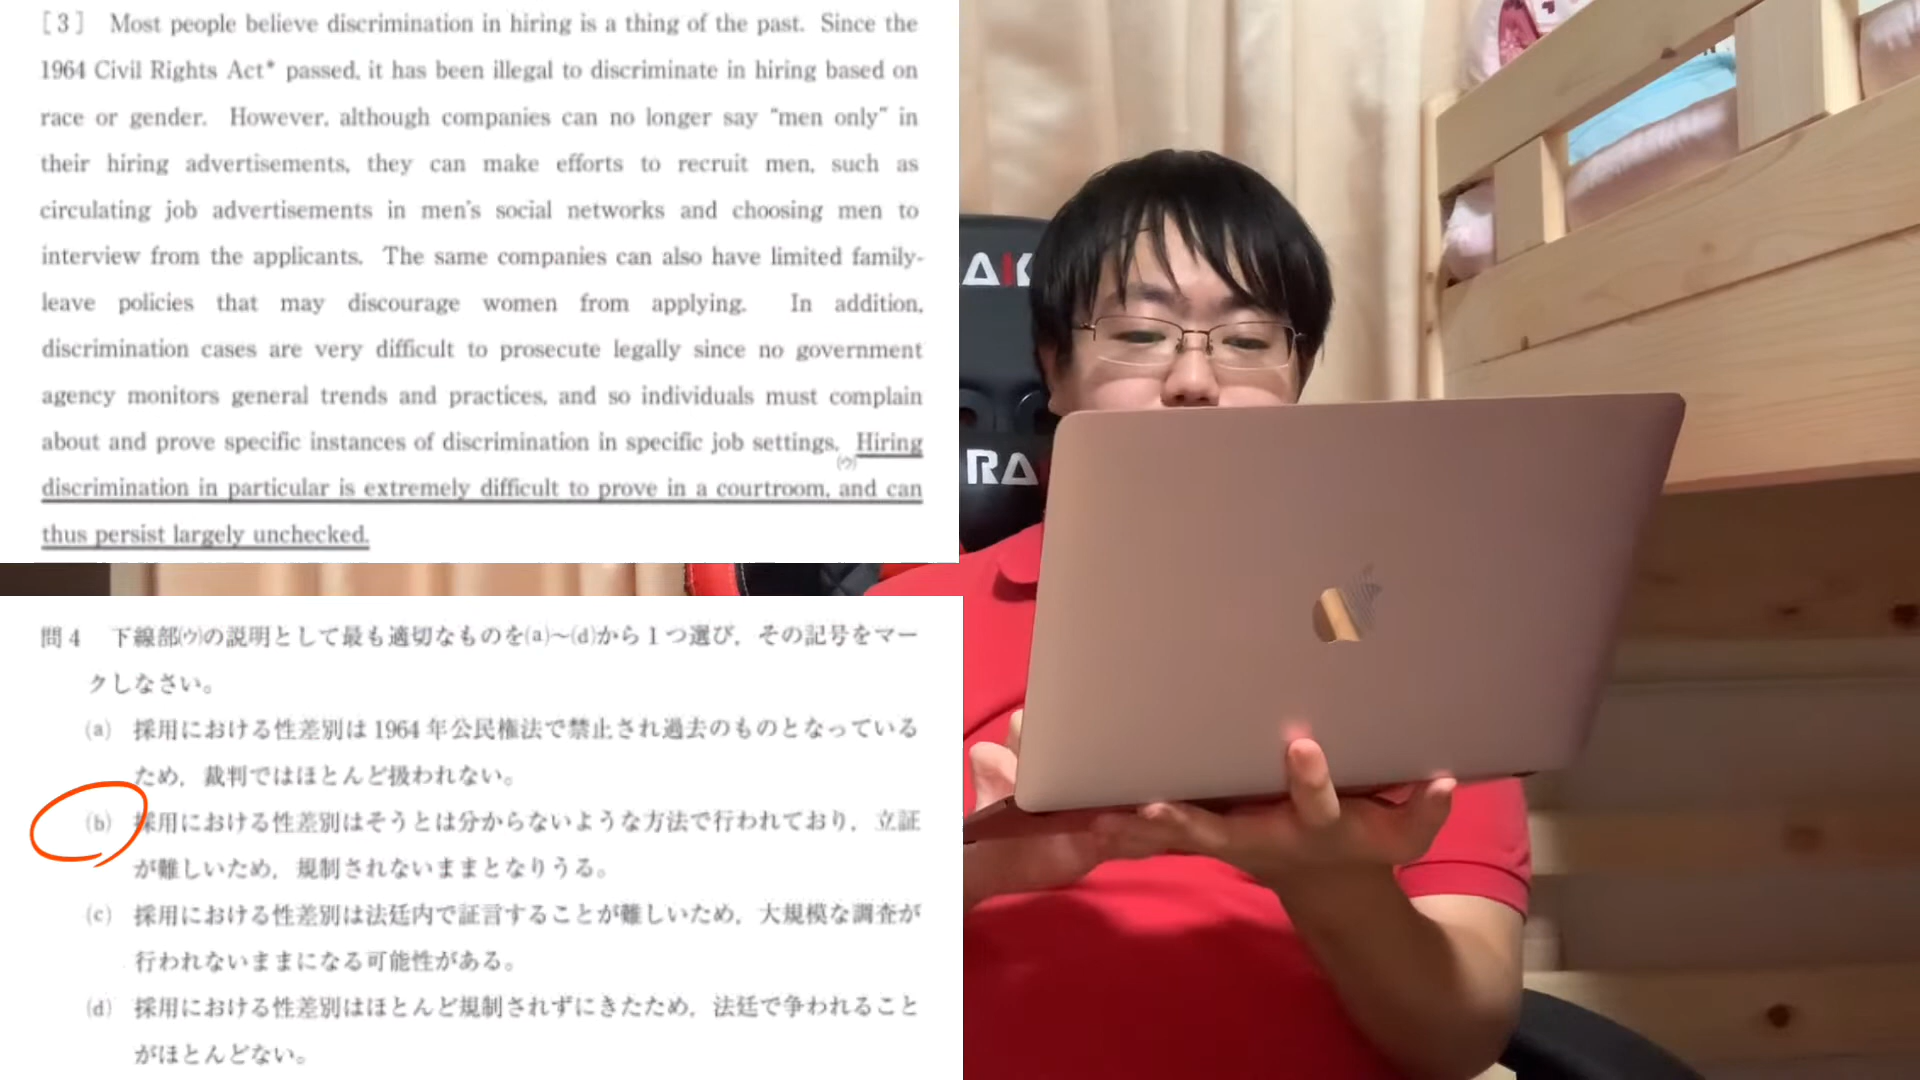 [3] Most people believe discrimination in hiring is a thing of the past. Since the
1964 Civil Rights Act* passed, it has been illegal to discriminate in hiring based on
race or gender. However, although companies can no longer say “men only” in
their hiring advertisements, they can make efforts to recruit men, such as
circulating job advertisements in men's social networks and choosing men to
interview from the applicants. The same companies can also have limited family-
leave policies that may discourage women from applying. In addition,
discrimination cases are very difficult to prosecute legally since no government
agency monitors general trends and practices, and so individuals must complain
about and prove specific instances of discrimination in specific job settings. Hiring
(ウ)
discrimination in particular is extremely difficult to prove in a courtroom, and can
thus persist largely unchecked.
問4 下線部(ウ)の説明として最も適切なものを(a)~(d)から1つ選び,その記号をマー
クしなさい。
(a) 採用における性差別は1964年公民権法で禁止され過去のものとなっている
ため,裁判ではほとんど扱われない。
(b) 採用における性差別はそうとは分からないような方法で行われており,立証
が難しいため,規制されないままとなりうる。
(c) 採用における性差別は法廷内で証言することが難しいため,大規模な調査が
行われないままになる可能性がある。
(d) 採用における性差別はほとんど規制されずにきたため,法廷で争われること
がほとんどない。
AK
RA